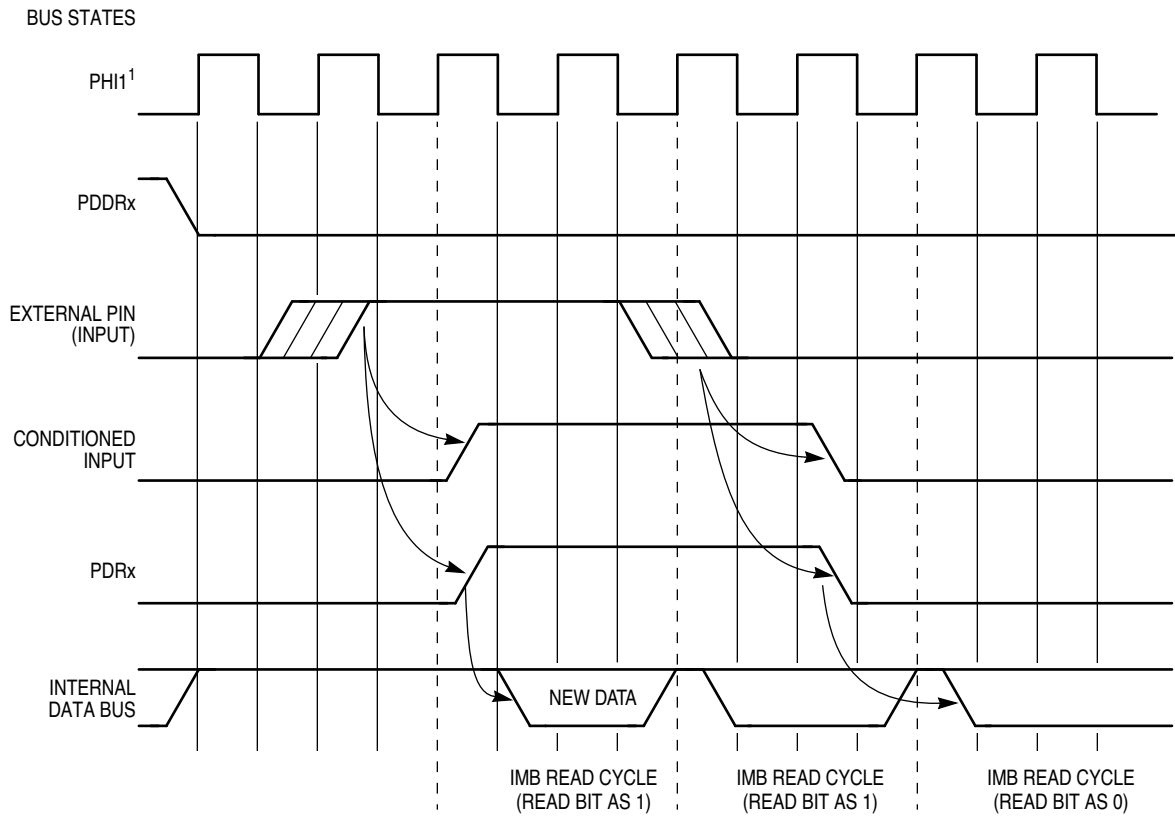 BUS STATES
PHI1¹
PDDRx
EXTERNAL PIN
(INPUT)
CONDITIONED
INPUT
PDRx
INTERNAL
DATA BUS
NEW DATA
IMB READ CYCLE
(READ BIT AS 1)
IMB READ CYCLE
(READ BIT AS 1)
IMB READ CYCLE
(READ BIT AS 0)